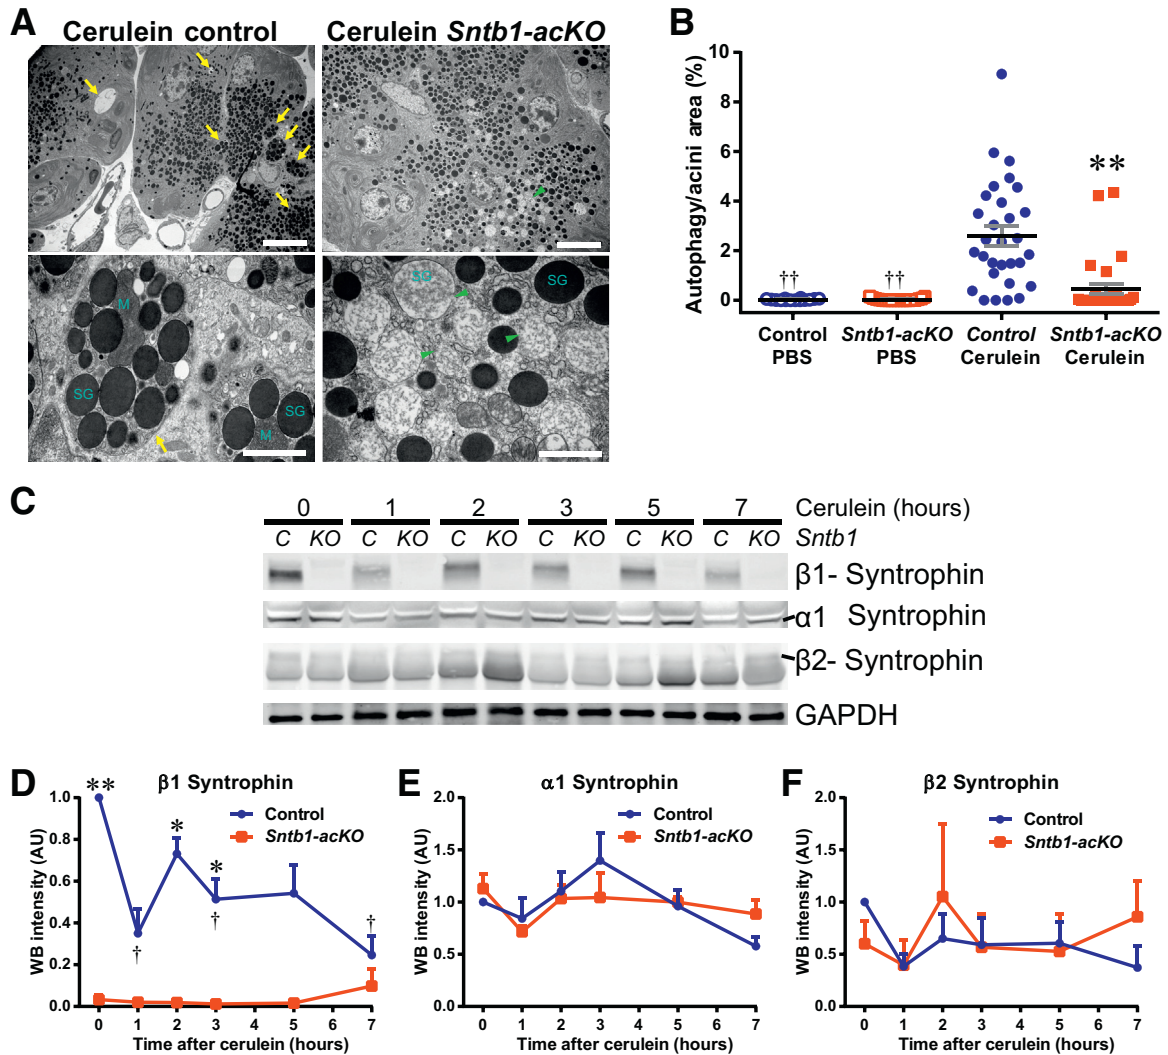 A
Cerulein control
Cerulein Sntb1-acKO
SG
M
SG
M
SG
SG
B
Autophagy/acini area (%)
10
8
6
4
2
0
††
††
**
Control PBS
Sntb1-acKO PBS
Control Cerulein
Sntb1-acKO Cerulein
C
0 1 2 3 5 7 Cerulein (hours)
C KO C KO C KO C KO C KO C KO Sntb1
β1- Syntrophin
α1 Syntrophin
β2- Syntrophin
GAPDH
D
β1 Syntrophin
WB intensity (AU)
1.0
0.8
0.6
0.4
0.2
0.0
**
*
*
†
†
†
Control
Sntb1-acKO
0 1 2 3 5 7
Time after cerulein (hours)
E
α1 Syntrophin
WB intensity (AU)
2.0
1.5
1.0
0.5
0.0
Control
Sntb1-acKO
0 1 2 3 5 6 7
Time after cerulein (hours)
F
β2 Syntrophin
WB intensity (AU)
2.0
1.5
1.0
0.5
0.0
Control
Sntb1-acKO
0 1 2 3 5 6 7
Time after cerulein (hours)